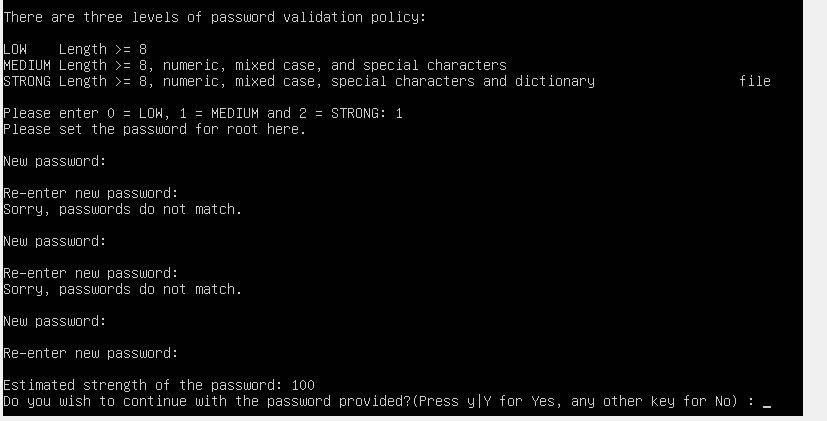 There are three levels of password validation policy:
LOW    Length >= 8
MEDIUM Length >= 8, numeric, mixed case, and special characters
STRONG Length >= 8, numeric, mixed case, special characters and dictionary                  file
Please enter 0 = LOW, 1 = MEDIUM and 2 = STRONG: 1
Please set the password for root here.
New password:
Re-enter new password:
Sorry, passwords do not match.
New password:
Re-enter new password:
Sorry, passwords do not match.
New password:
Re-enter new password:
Estimated strength of the password: 100
Do you wish to continue with the password provided?(Press y|Y for Yes, any other key for No) : _